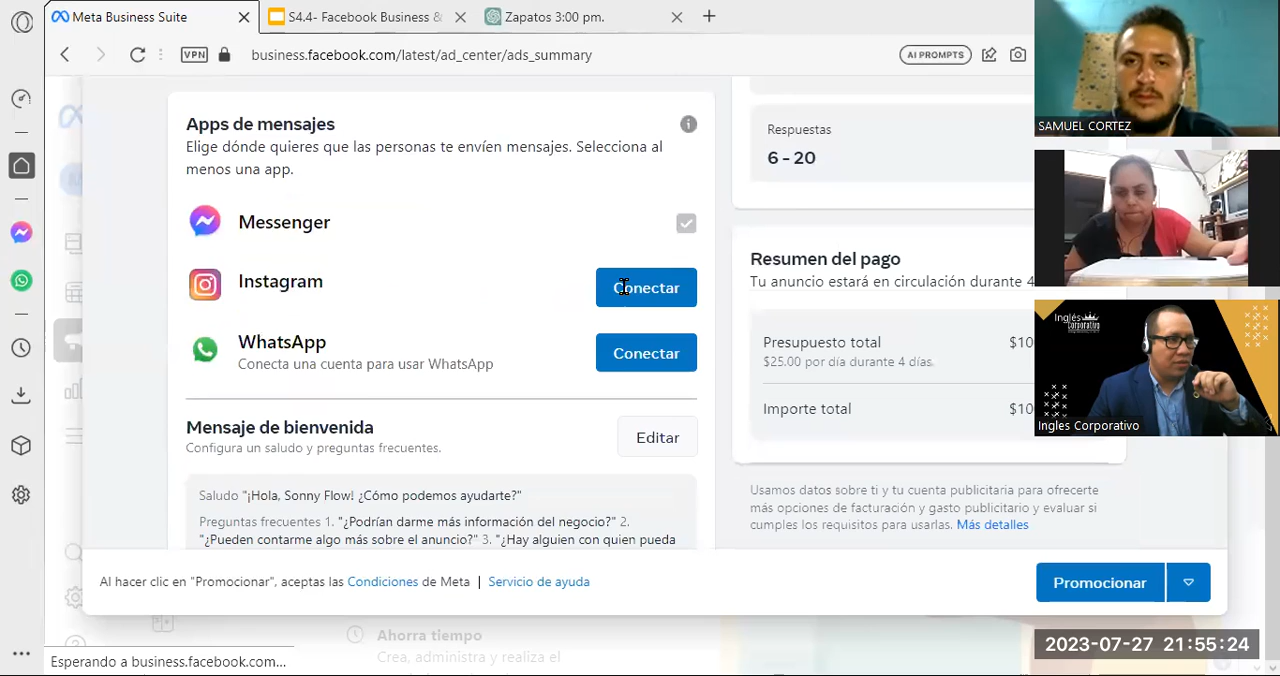 Meta Business Suite
S4.4- Facebook Business &
Zapatos 3:00 pm.
VPN
business.facebook.com/latest/ad_center/ads_summary
AI PROMPTS
Apps de mensajes
Elige dónde quieres que las personas te envíen mensajes. Selecciona al
menos una app.
Messenger
Instagram
Conectar
WhatsApp
Conecta una cuenta para usar WhatsApp
Conectar
Mensaje de bienvenida
Configura un saludo y preguntas frecuentes.
Editar
Saludo "¡Hola, Sonny Flow! ¿Cómo podemos ayudarte?"
Preguntas frecuentes 1. "¿Podrían darme más información del negocio?" 2.
"¿Pueden contarme algo más sobre el anuncio?" 3. "¿Hay alguien con quien pueda
Respuestas
6 - 20
Resumen del pago
Tu anuncio estará en circulación durante 4
Presupuesto total
$10
$25.00 por día durante 4 días.
Importe total
$10
Usamos datos sobre ti y tu cuenta publicitaria para ofrecerte
más opciones de facturación y gasto publicitario y evaluar si
cumples los requisitos para usarlas. Más detalles
Al hacer clic en "Promocionar", aceptas las Condiciones de Meta | Servicio de ayuda
Promocionar
Ahorra tiempo
Crea, administra y realiza el
Esperando a business.facebook.com...
SAMUEL CORTEZ
Inglés
Corporativo
Ingles Corporativo
2023-07-27 21:55:24